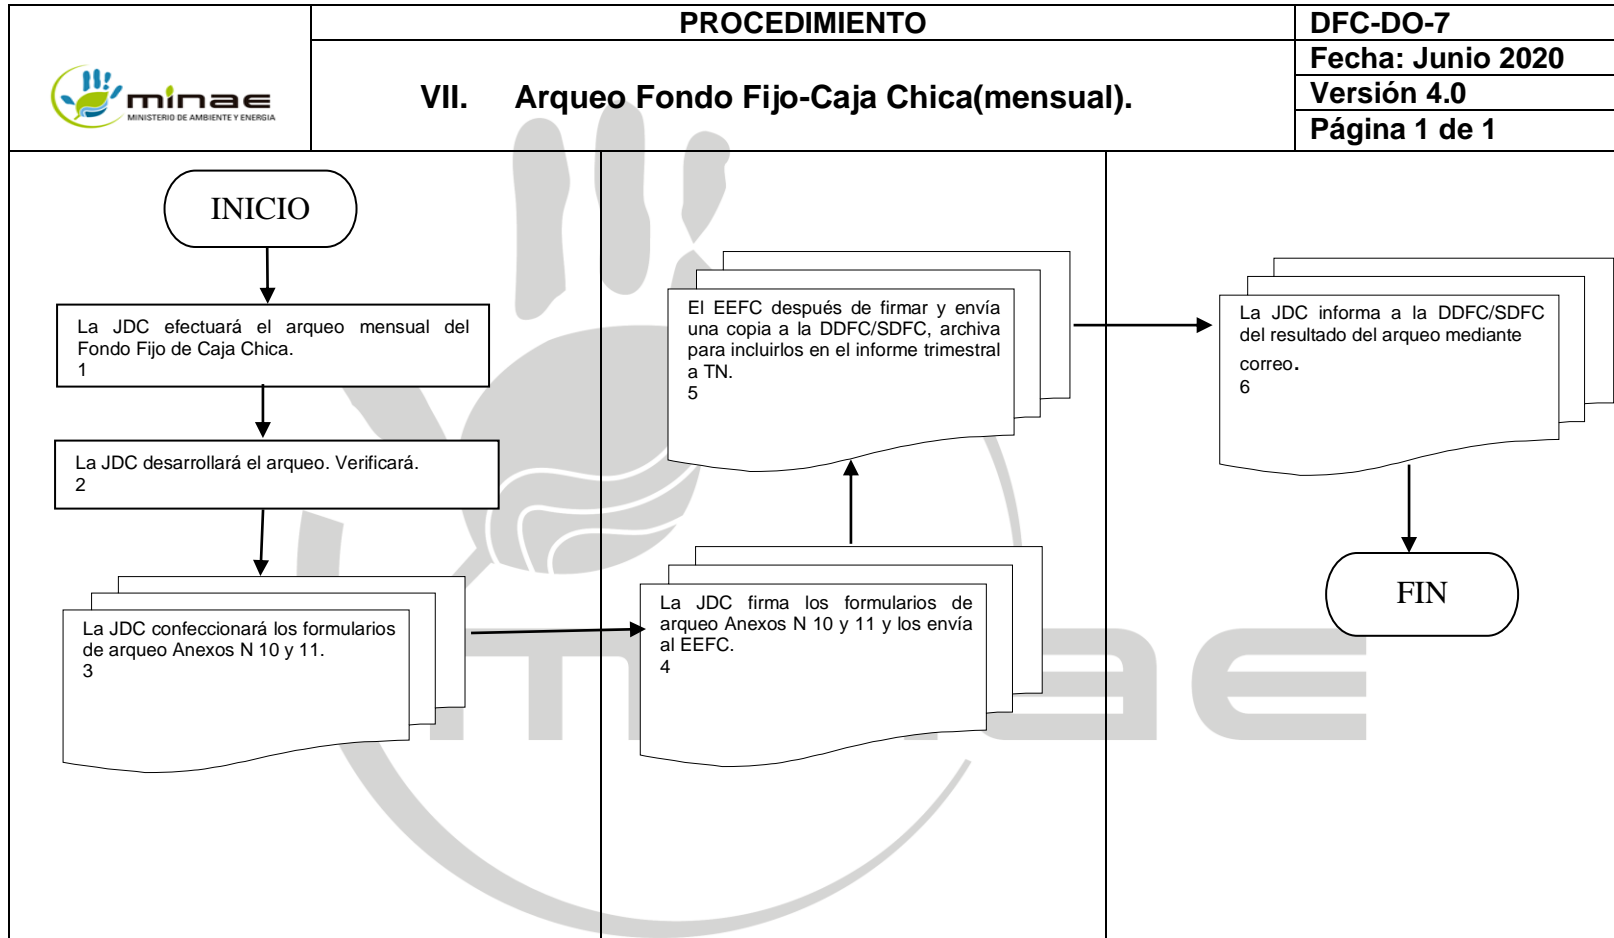 PROCEDIMIENTO
DFC-DO-7
Fecha: Junio 2020
Versión 4.0
Página 1 de 1
minae
MINISTERIO DE AMBIENTE Y ENERGIA
VII. Arqueo Fondo Fijo-Caja Chica(mensual).
INICIO
La JDC efectuará el arqueo mensual del
Fondo Fijo de Caja Chica.
1
La JDC desarrollará el arqueo. Verificará.
2
La JDC confeccionará los formularios
de arqueo Anexos N 10 y 11.
3
La JDC firma los formularios de
arqueo Anexos N 10 y 11 y los envía
al EEFC.
4
El EEFC después de firmar y envía
una copia a la DDFC/SDFC, archiva
para incluirlos en el informe trimestral
a TN.
5
La JDC informa a la DDFC/SDFC
del resultado del arqueo mediante
correo.
6
FIN
minae